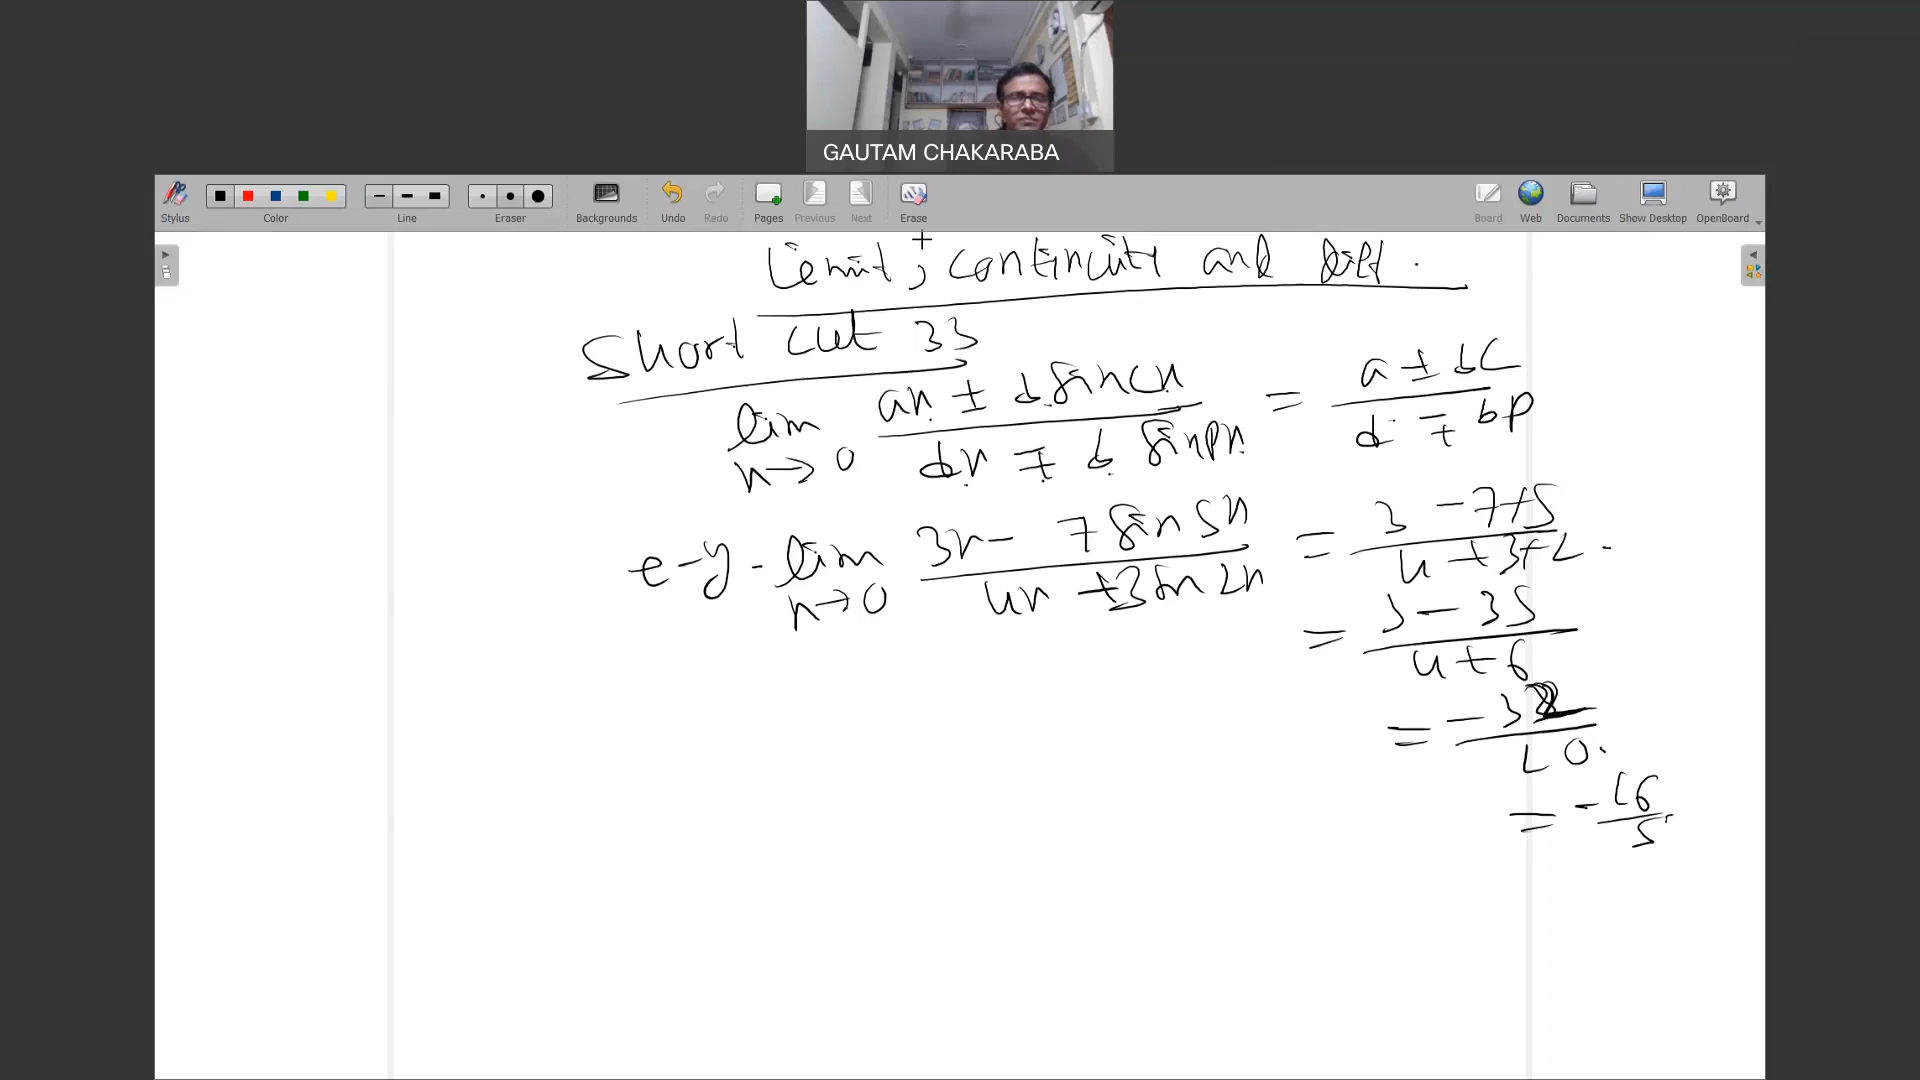 GAUTAM CHAKARABA
Stylus Color Line Eraser Backgrounds Undo Redo Pages Previous Next Erase Board Web Documents Show Desktop OpenBoard
Limit, continuity and diff.
Short cut 33
lim x→0 (ax ± b sin cx)/(dx ∓ b sin px) = (a ± bc)/(d ∓ bp)
e-g- lim x→0 (3x - 7 sin 5x)/(4x + 3 sin 2x) = (3 - 7×5)/(4 + 3×2).
= (3 - 35)/(4 + 6)
= -32/10.
= -16/5.